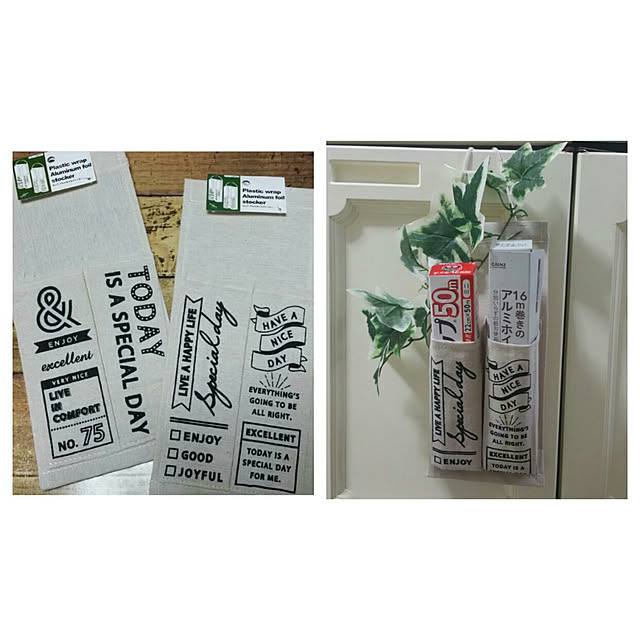 Plastic wrap
Aluminum foil
stocker
&
ENJOY
excellent
VERY NICE
LIVE
IN
COMFORT
NO. 75
TODAY
IS A SPECIAL DAY
Plastic wrap
Aluminum foil
stocker
LIVE A HAPPY LIFE
Special day
ENJOY
GOOD
JOYFUL
HAVE A
NICE
DAY
EVERYTHING'S
GOING TO BE
ALL RIGHT.
EXCELLENT
TODAY IS A
SPECIAL DAY
FOR ME.
プ 50m
CAINZ
16m巻きの
アルミホイ
LIVE A HAPPY LIFE
Special day
ENJOY
HAVE A
NICE
DAY
EVERYTHING'S
GOING TO BE
ALL RIGHT.
EXCELLENT
TODAY IS A
SPECIAL DAY